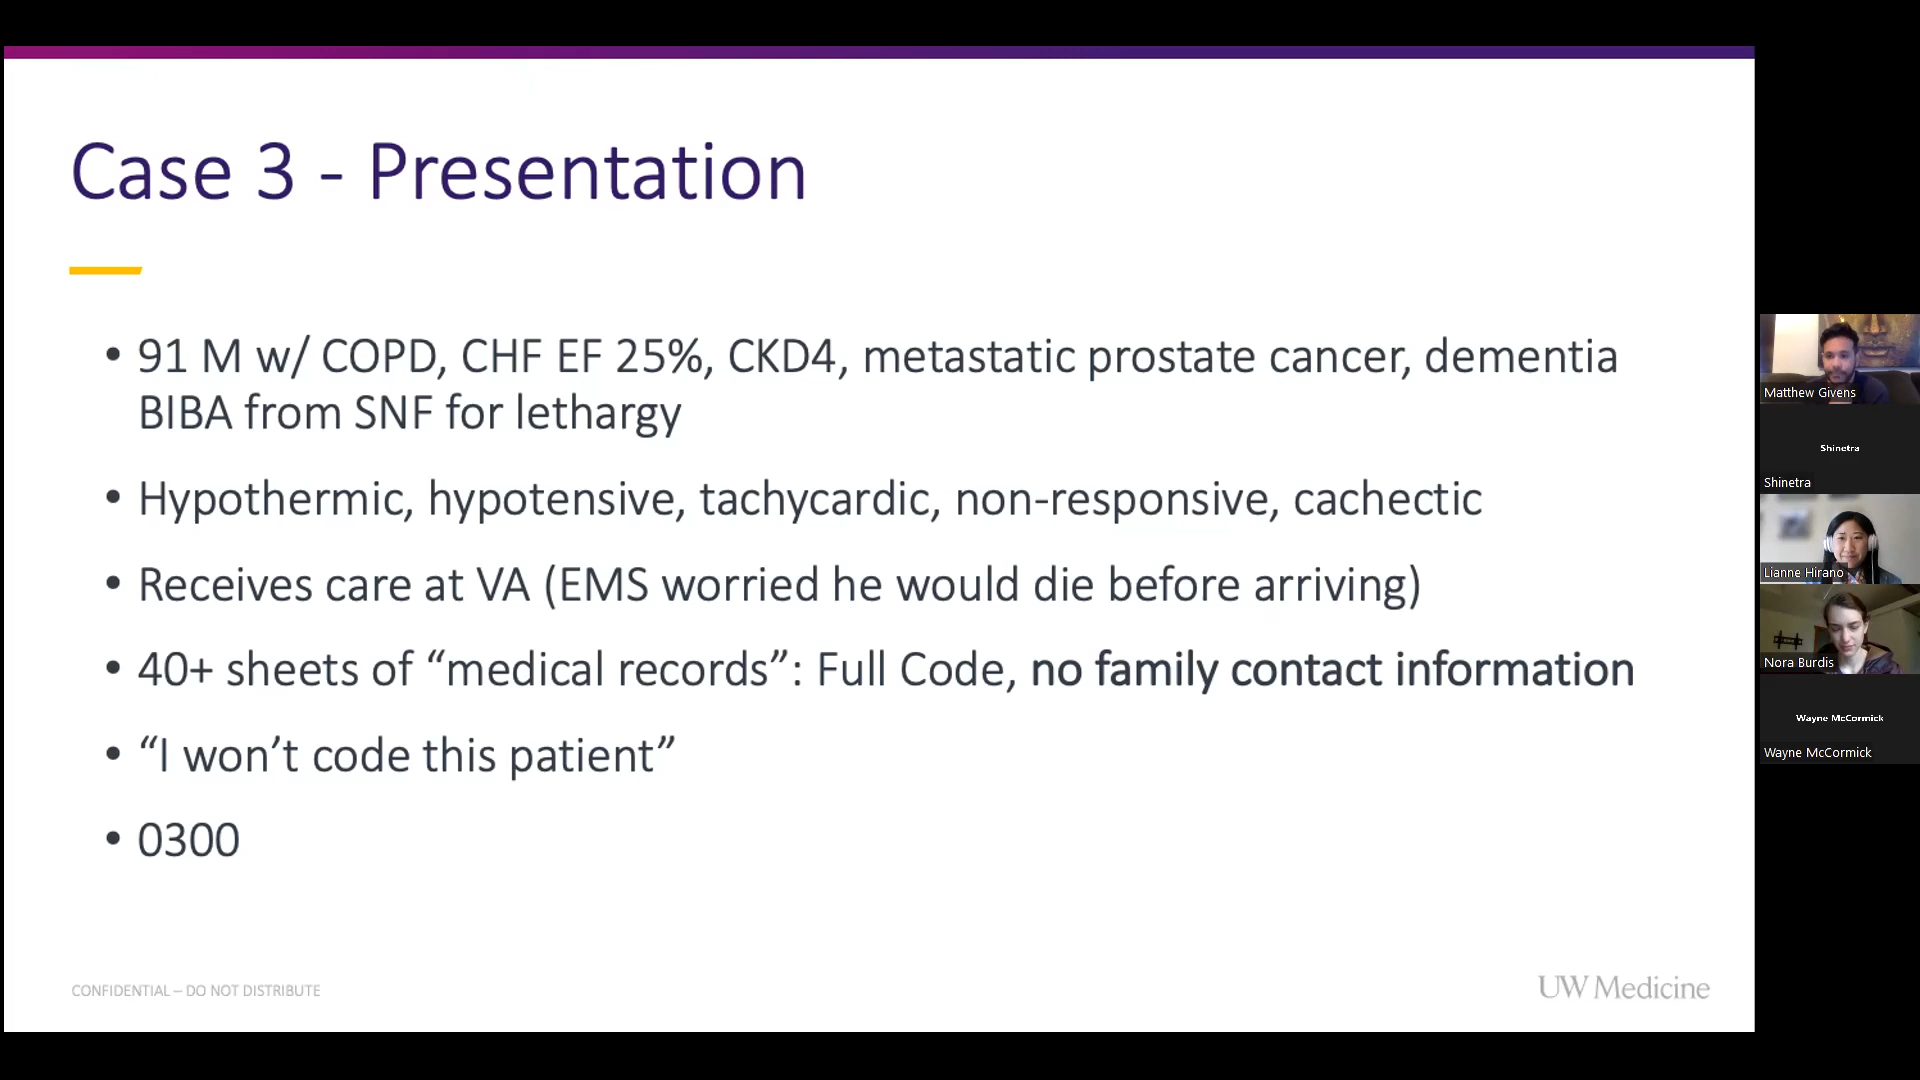 Case 3 - Presentation
• 91 M w/ COPD, CHF EF 25%, CKD4, metastatic prostate cancer, dementia
BIBA from SNF for lethargy
• Hypothermic, hypotensive, tachycardic, non-responsive, cachectic
• Receives care at VA (EMS worried he would die before arriving)
• 40+ sheets of “medical records”: Full Code, no family contact information
• “I won’t code this patient”
• 0300
CONFIDENTIAL – DO NOT DISTRIBUTE
UW Medicine
Matthew Givens
Shinetra
Shinetra
Lianne Hirano
Nora Burdis
Wayne McCormick
Wayne McCormick